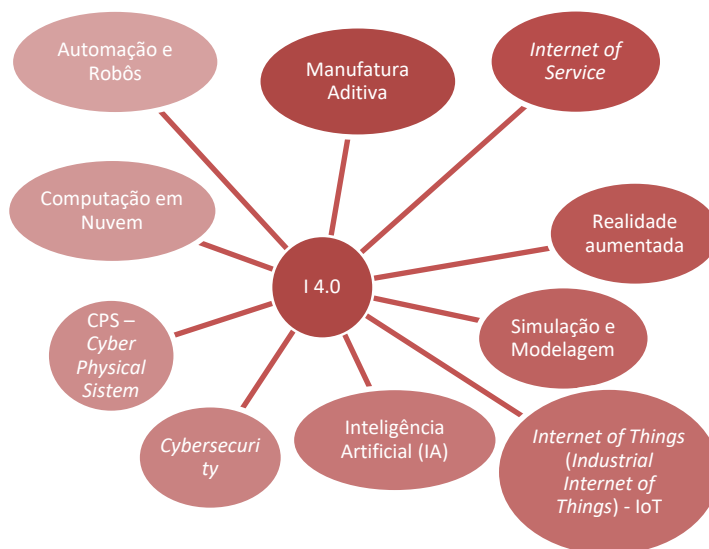 Automação e
Robôs
Manufatura
Aditiva
Internet of
Service
Computação em
Nuvem
Realidade
aumentada
I 4.0
CPS –
Cyber
Physical
Sistem
Simulação e
Modelagem
Cybersecuri
ty
Inteligência
Artificial (IA)
Internet of Things
(Industrial
Internet of
Things) - IoT